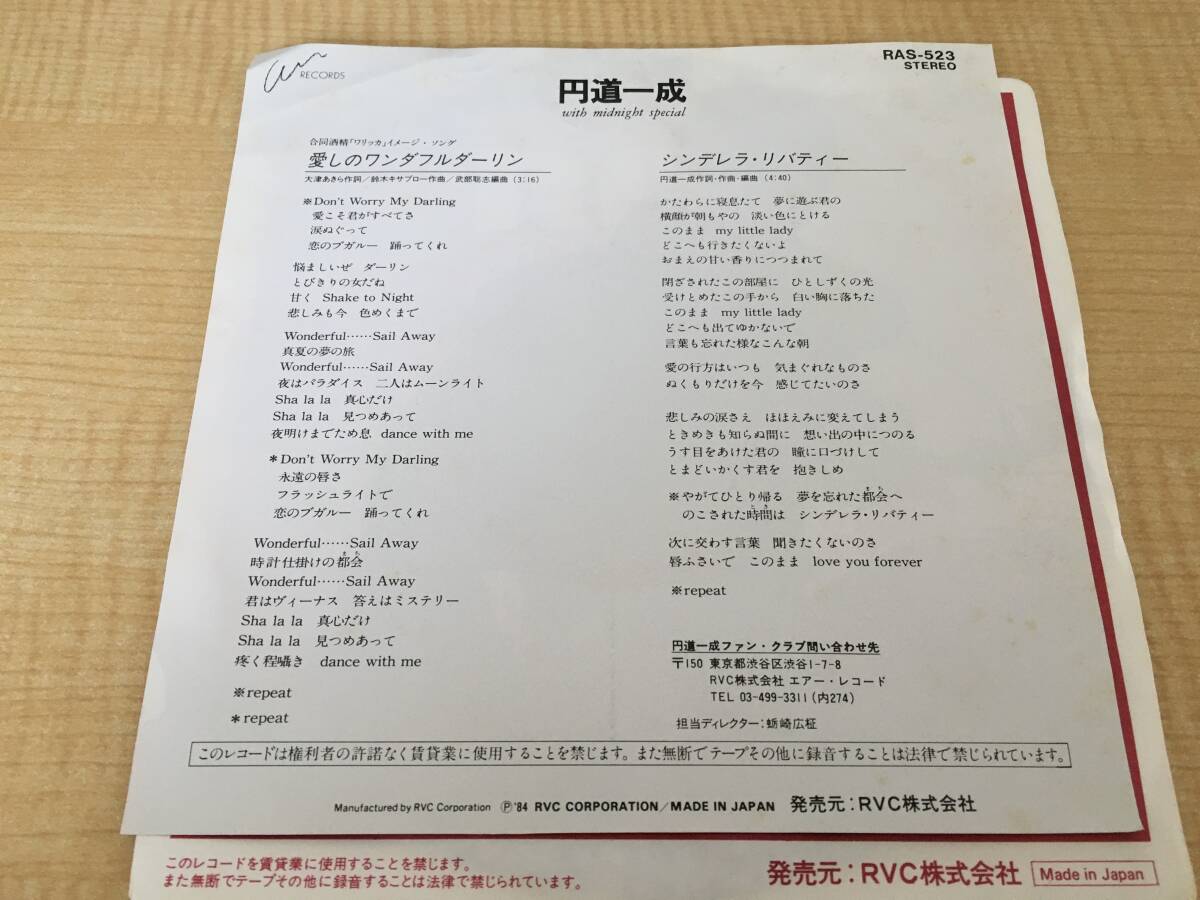 Air RECORDS
RAS-523
STEREO
円道一成
with midnight special
合同酒精「ワリッカ」イメージ・ソング
愛しのワンダフルダーリン
大津あきら作詞／鈴木キサブロー作曲／武部聡志編曲 (3:16)
※Don't Worry My Darling
愛こそ君がすべてさ
涙ぬぐって
恋のブガルー 踊ってくれ
悩ましいぜ ダーリン
とびきりの女だね
甘く Shake to Night
悲しみも今 色めくまで
Wonderful……Sail Away
真夏の夢の旅
Wonderful……Sail Away
夜はパラダイス 二人はムーンライト
Sha la la 真心だけ
Sha la la 見つめあって
夜明けまでため息 dance with me
＊Don't Worry My Darling
永遠の唇さ
フラッシュライトで
恋のブガルー 踊ってくれ
Wonderful……Sail Away
時計仕掛けの都会
まち
Wonderful……Sail Away
君はヴィーナス 答えはミステリー
Sha la la 真心だけ
Sha la la 見つめあって
疼く程囁き dance with me
※repeat
＊repeat
シンデレラ・リバティー
円道一成作詞・作曲・編曲 (4:40)
かたわらに寝息たて 夢に遊ぶ君の
横顔が朝もやの 淡い色にとける
このまま my little lady
どこへも行きたくないよ
おまえの甘い香りにつつまれて
閉ざされたこの部屋に ひとしずくの光
受けとめたこの手から 白い胸に落ちた
このまま my little lady
どこへも出てゆかないで
言葉も忘れた様なこんな朝
愛の行方はいつも 気まぐれなものさ
ぬくもりだけを今 感じてたいのさ
悲しみの涙さえ ほほえみに変えてしまう
ときめきも知らぬ間に 想い出の中につのる
うす目をあけた君の 瞳に口づけして
とまどいかくす君を 抱きしめ
※やがてひとり帰る 夢を忘れた都会へ
まち
のこされた時間は シンデレラ・リバティー
とき
次に交わす言葉 聞きたくないのさ
唇ふさいで このまま love you forever
※repeat
円道一成ファン・クラブ問い合わせ先
〒150 東京都渋谷区渋谷1-7-8
RVC株式会社 エアー・レコード
TEL 03-499-3311 (内274)
担当ディレクター：蛎崎広柾
このレコードは権利者の許諾なく賃貸業に使用することを禁じます。また無断でテープその他に録音することは法律で禁じられています。
Manufactured by RVC Corporation Ⓟ'84 RVC CORPORATION／MADE IN JAPAN 発売元：RVC株式会社
このレコードを賃貸業に使用することを禁じます。
また無断でテープその他に録音することは法律で禁じられています。
発売元：RVC株式会社 Made in Japan